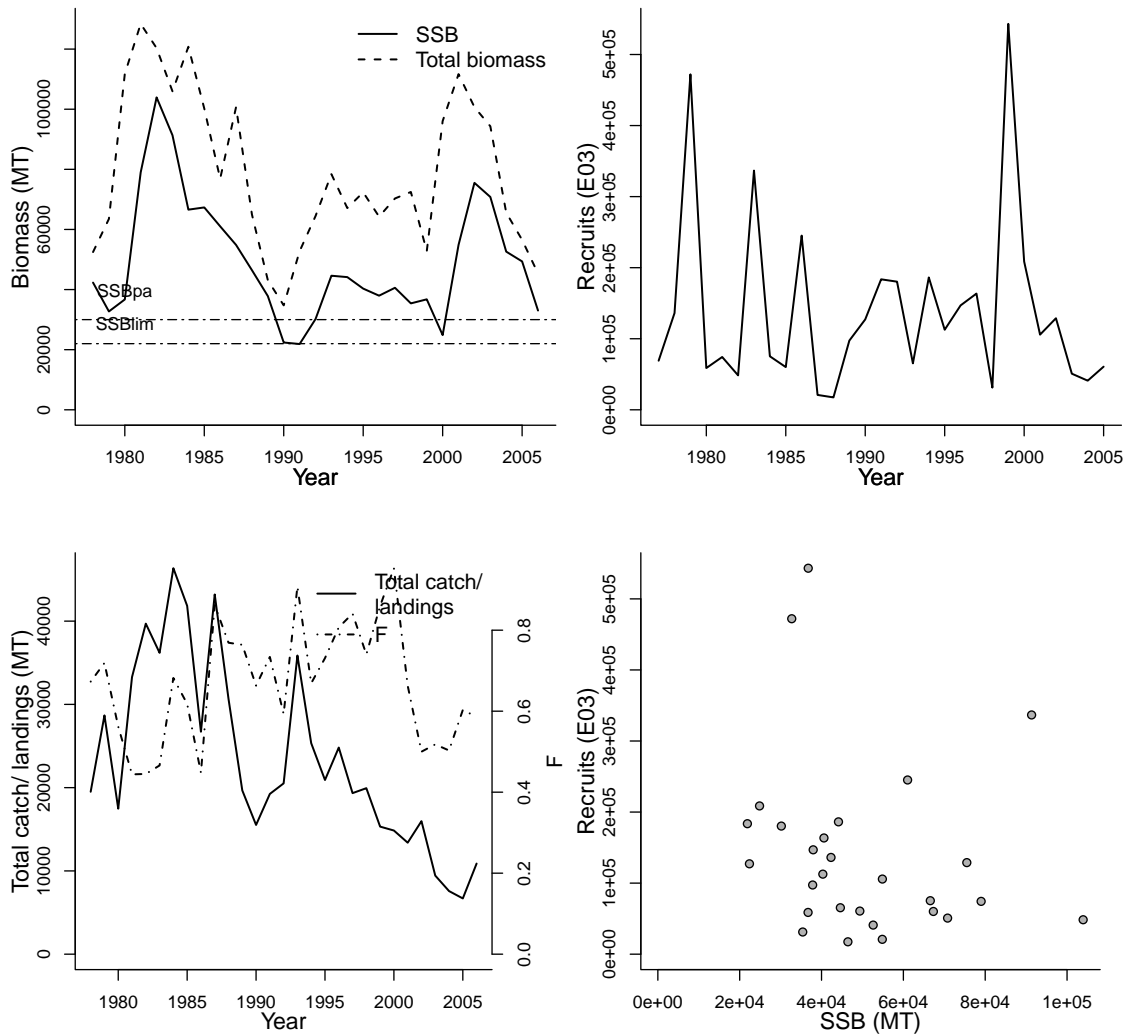 SSB
Total biomass
Biomass (MT)
0 20000 60000 100000
SSBpa
SSBlim
1980 1985 1990 1995 2000 2005
Year
Recruits (E03)
0e+00 1e+05 2e+05 3e+05 4e+05 5e+05
1980 1985 1990 1995 2000 2005
Year
Total catch/
landings
F
Total catch/ landings (MT)
0 10000 20000 30000 40000
0.0 0.2 0.4 0.6 0.8
F
1980 1985 1990 1995 2000 2005
Year
Recruits (E03)
0e+00 1e+05 2e+05 3e+05 4e+05 5e+05
0e+00 2e+04 4e+04 6e+04 8e+04 1e+05
SSB (MT)